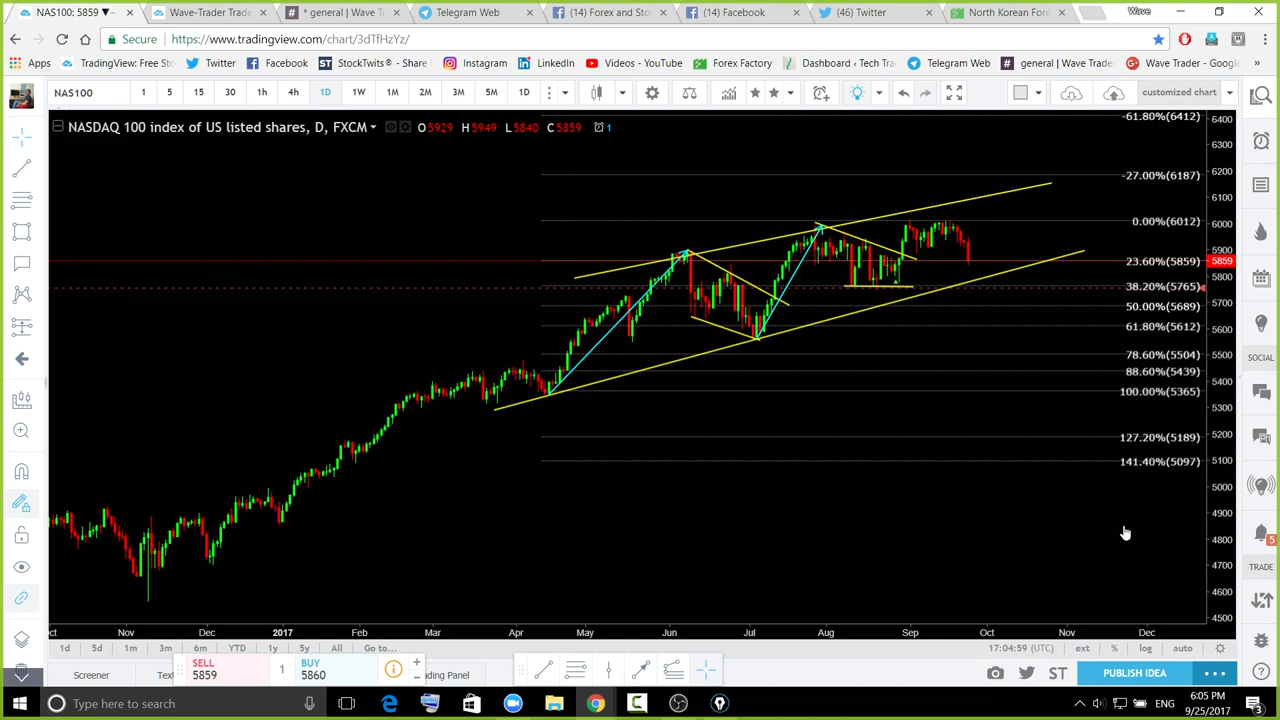 NAS100: 5859 ▼
Wave-Trader Trade
* general | Wave T
Telegram Web
(14) Forex and Stoc
(14) Facebook
(46) Twitter
North Korean Fore
Wave
Secure
https://www.tradingview.com/chart/3dTfHzYz/
Apps
TradingView: Free Sto
Twitter
Facebook
StockTwits® - Share
Instagram
LinkedIn
Videos - YouTube
Forex Factory
Dashboard ‹ Tech Tra
Telegram Web
general | Wave Trade
Wave Trader - Google
»
NAS100
1
5
15
30
1h
4h
1D
1W
1M
2M
3M
5M
1D
customized chart
NASDAQ 100 index of US listed shares, D, FXCM
O 5929 H 5949 L 5840 C 5859
1
-61.80%(6412)
-27.00%(6187)
0.00%(6012)
23.60%(5859)
38.20%(5765)
50.00%(5689)
61.80%(5612)
78.60%(5504)
88.60%(5439)
100.00%(5365)
127.20%(5189)
141.40%(5097)
6400
6300
6200
6100
6000
5900
5859
5800
5700
5600
5500
5400
5300
5200
5100
5000
4900
4800
4700
4600
4500
SOCIAL
5
TRADE
Nov
Dec
2017
Feb
Mar
Apr
May
Jun
Jul
Aug
Sep
Oct
Nov
Dec
1d
5d
1m
3m
6m
YTD
1y
5y
All
Go to...
17:04:59 (UTC)
ext
%
log
auto
Screener
SELL
5859
1
BUY
5860
ading Panel
ST
PUBLISH IDEA
Type here to search
ENG
6:05 PM
9/25/2017
3